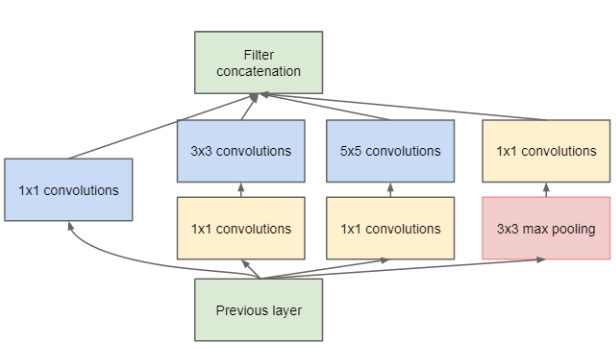 Filter
concatenation
3x3 convolutions
5x5 convolutions
1x1 convolutions
1x1 convolutions
1x1 convolutions
1x1 convolutions
3x3 max pooling
Previous layer